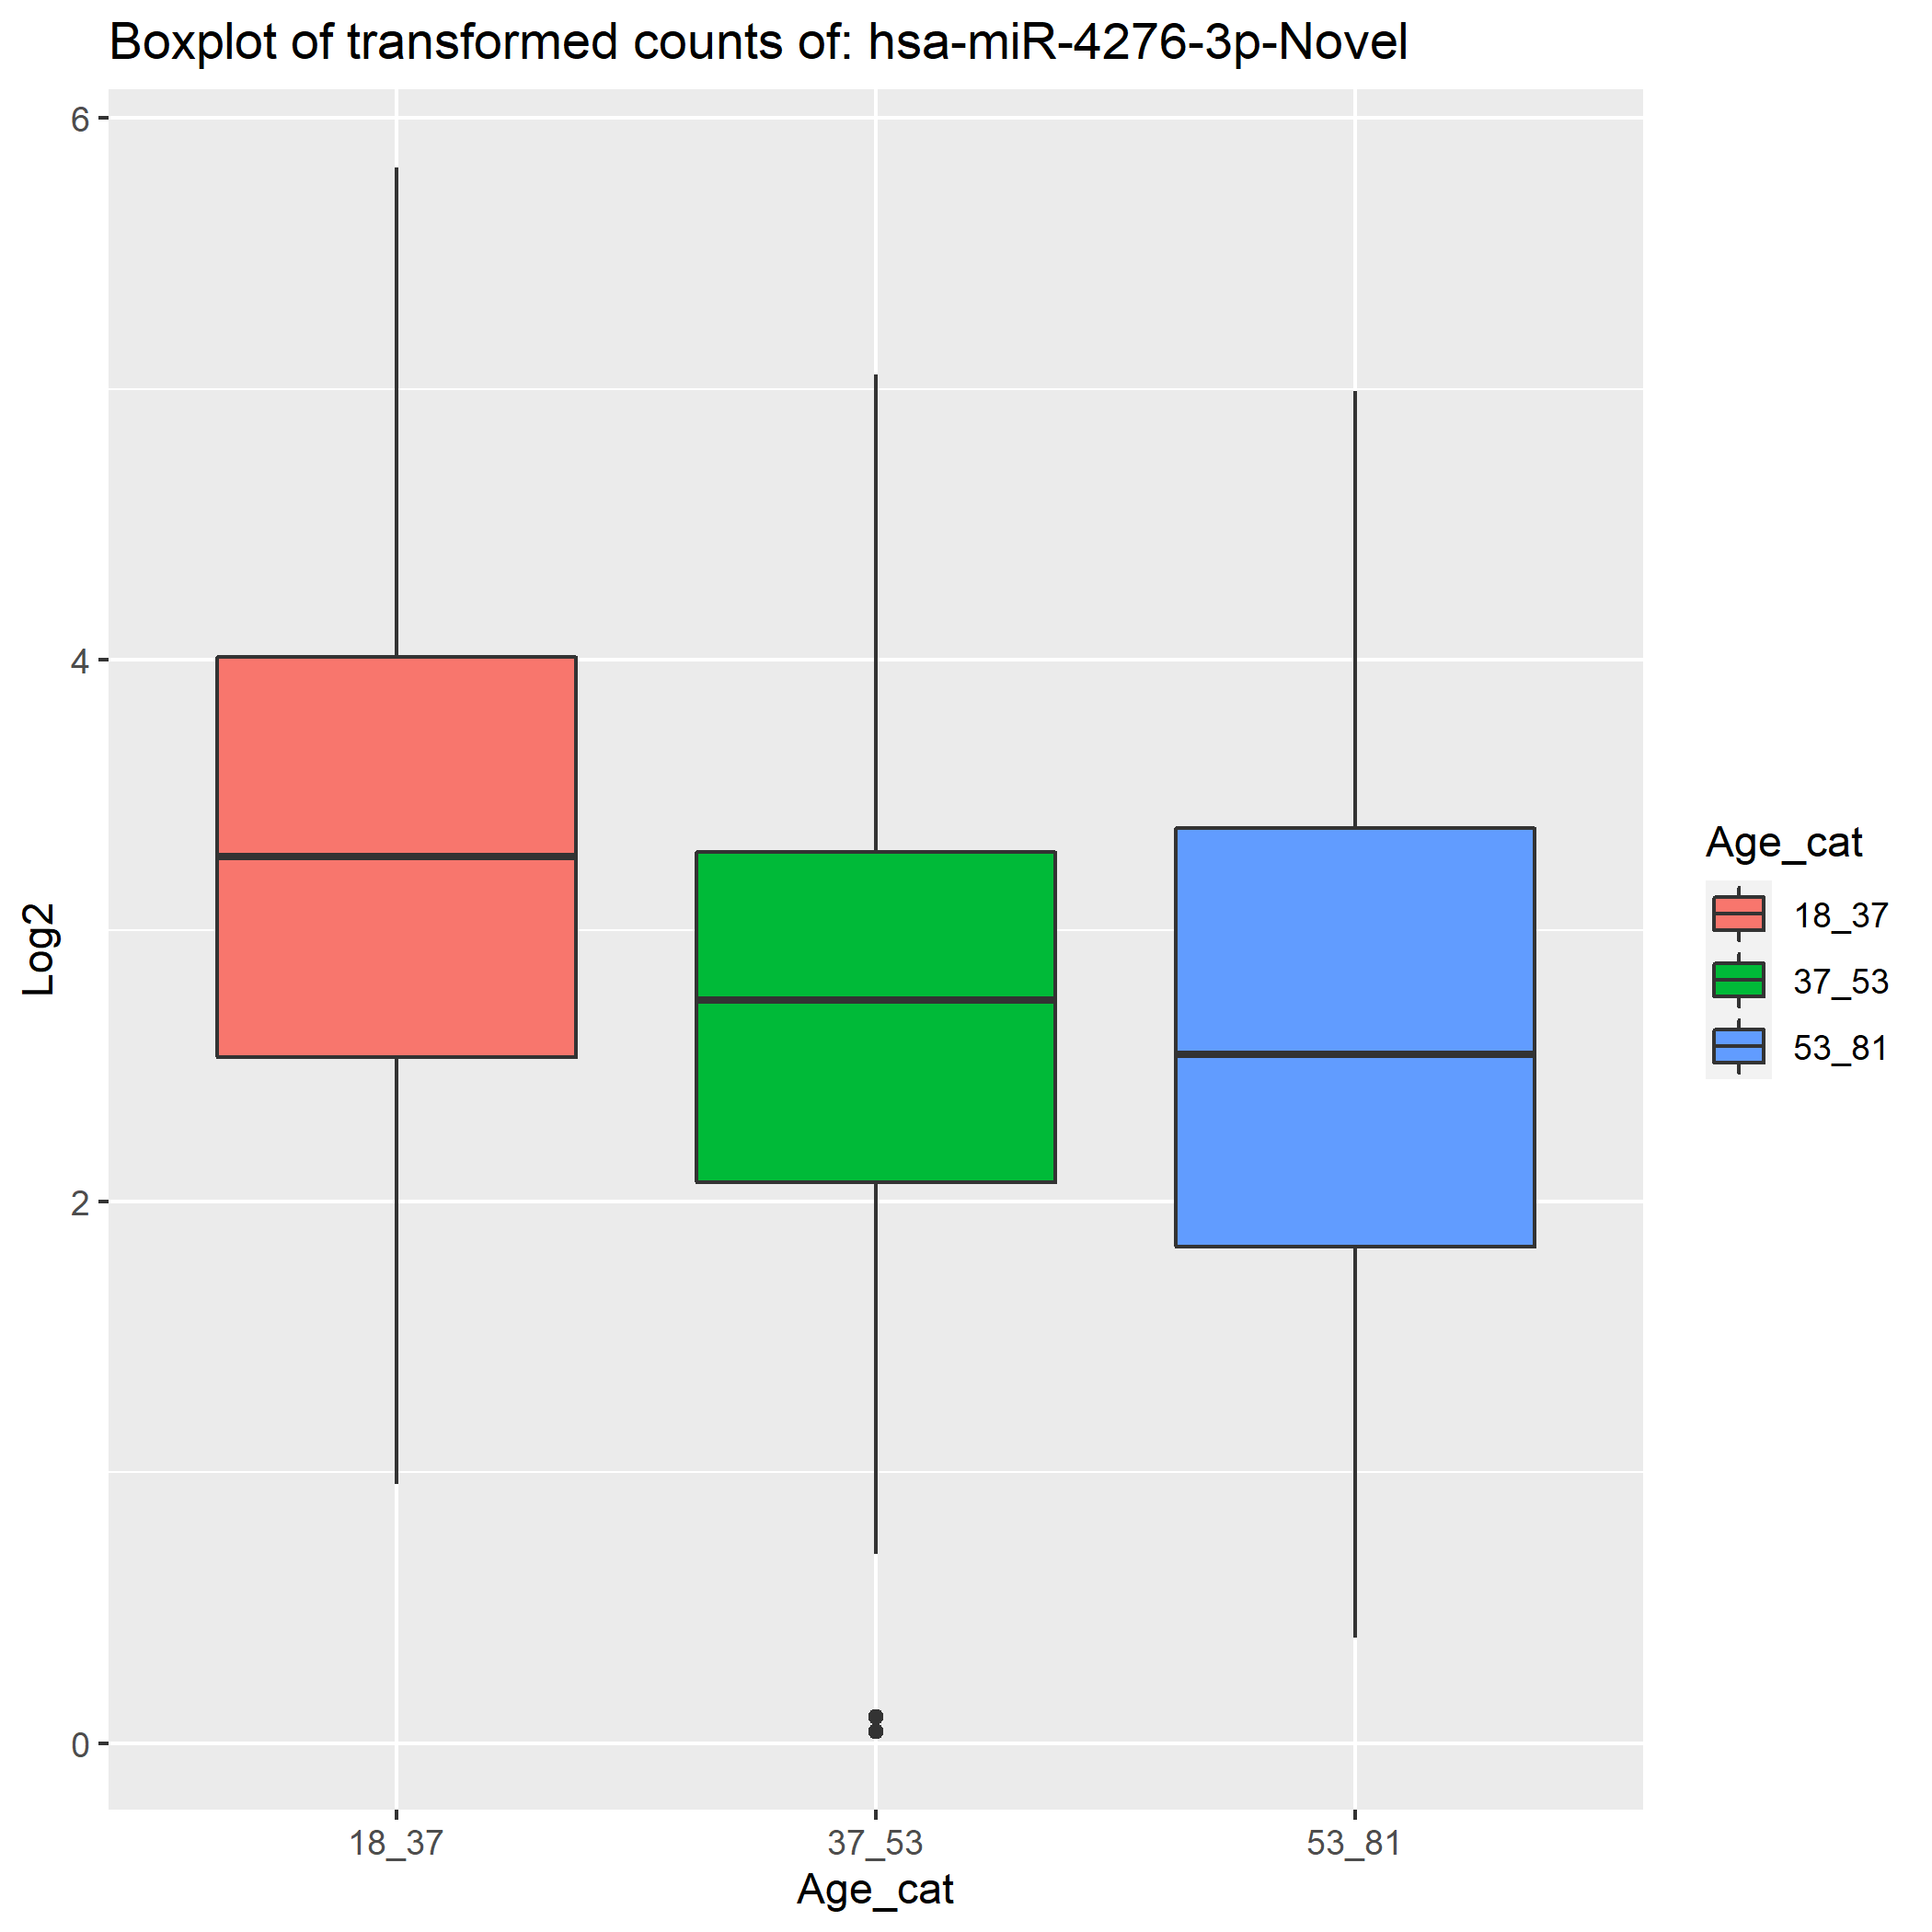 Boxplot of transformed counts of: hsa-miR-4276-3p-Novel
6
4
2
0
Log2
18_37
37_53
53_81
Age_cat
Age_cat
18_37
37_53
53_81